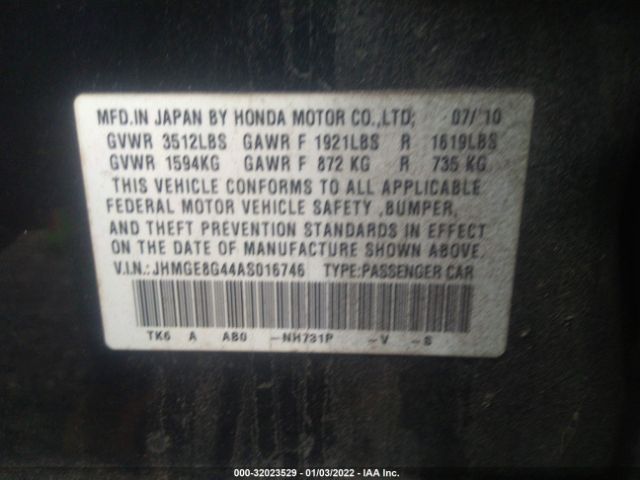 MFD.IN JAPAN BY HONDA MOTOR CO.,LTD; 07/'10
GVWR 3512LBS GAWR F 1921LBS R 1619LBS
GVWR 1594KG GAWR F 872 KG R 735 KG
THIS VEHICLE CONFORMS TO ALL APPLICABLE
FEDERAL MOTOR VEHICLE SAFETY ,BUMPER,
AND THEFT PREVENTION STANDARDS IN EFFECT
ON THE DATE OF MANUFACTURE SHOWN ABOVE.
V.I.N.:JHMGE8G44AS016746 TYPE:PASSENGER CAR
TK6 A AB0 -NH731P -V -S
000-32023529 - 01/03/2022 - IAA Inc.